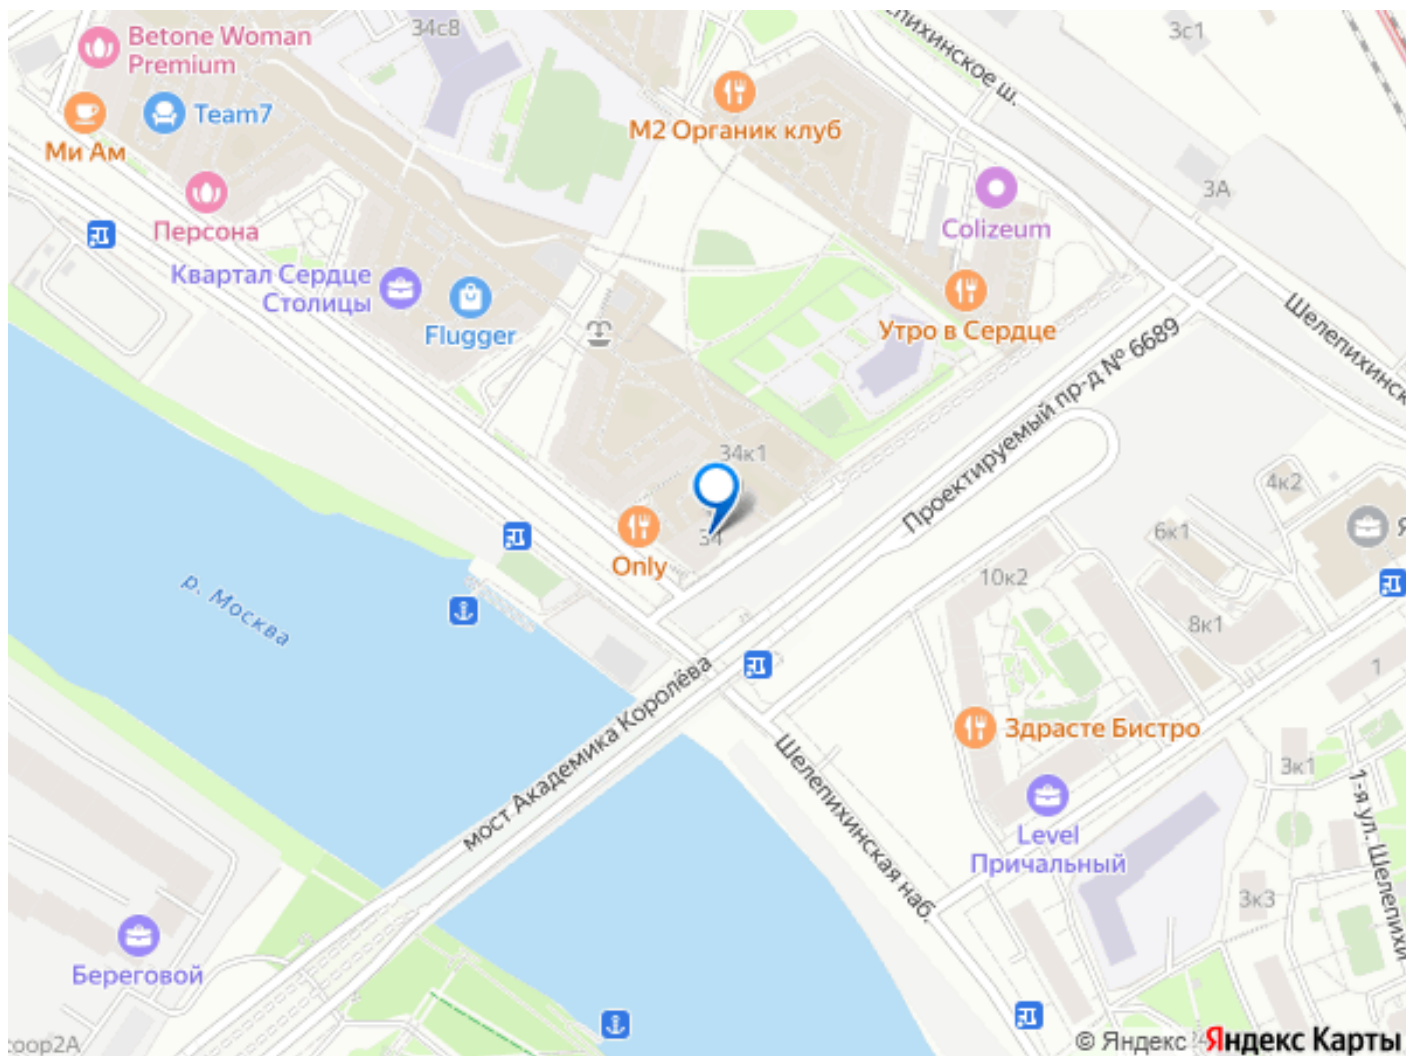 Betone Woman
Premium
34с8
3с1
Шелепихинское ш.
Ми Ам
Team7
М2 Органик клуб
3А
Персона
Colizeum
Квартал Сердце
Столицы
Flugger
Утро в Сердце
Проектируемый пр-д № 6689
34к1
34
Only
4к2
6к1
10к2
8к1
1
р. Москва
мост Академика Королёва
Здрасте Бистро
Шелепихинская наб.
Level
Причальный
3к1
3к3
1-я ул. Шелепихи
Береговой
© Яндекс Яндекс Карты